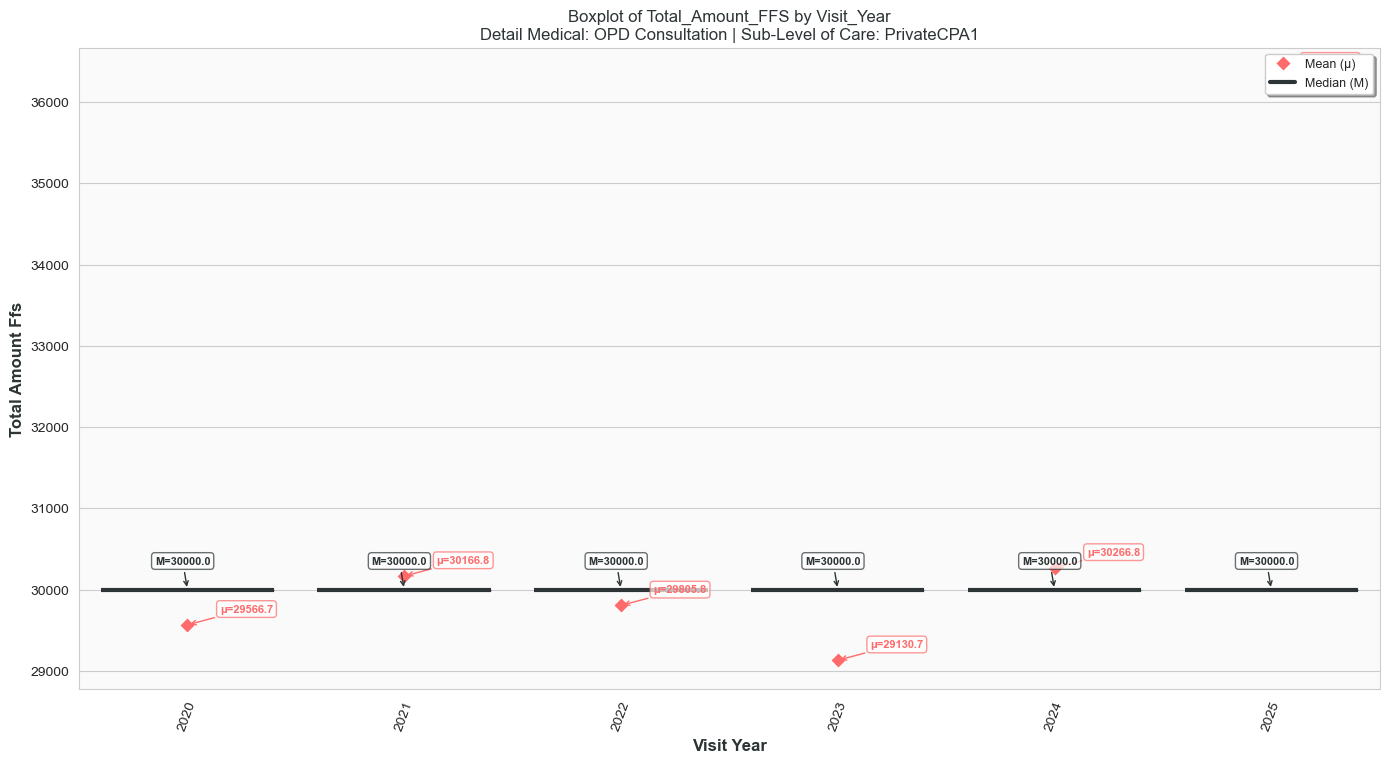 Boxplot of Total_Amount_FFS by Visit_Year
Detail Medical: OPD Consultation | Sub-Level of Care: PrivateCPA1
Mean (μ)
Median (M)
Total Amount Ffs
36000
35000
34000
33000
32000
31000
30000
29000
M=30000.0
M=30000.0
M=30000.0
M=30000.0
M=30000.0
M=30000.0
μ=29566.7
μ=30166.8
μ=29805.8
μ=29130.7
μ=30266.8
2020
2021
2022
2023
2024
2025
Visit Year